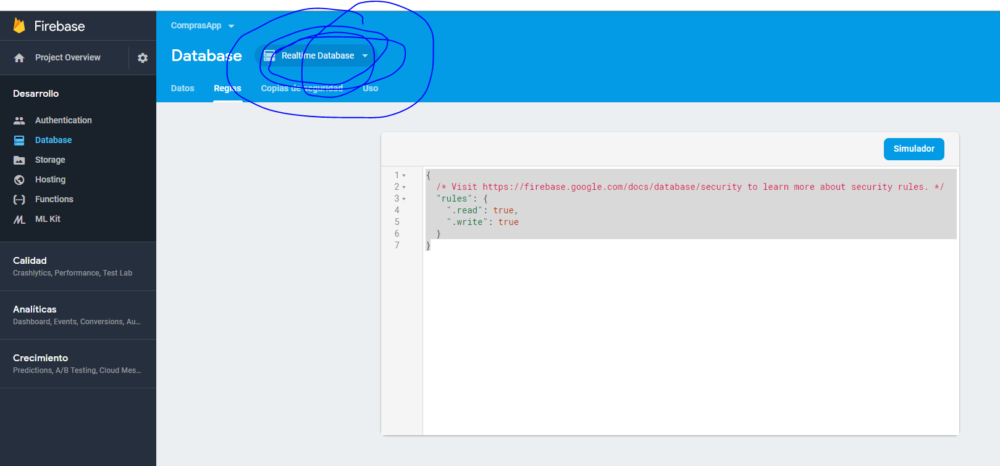 Firebase
Project Overview
Desarrollo
Authentication
Database
Storage
Hosting
Functions
ML Kit
Calidad
Crashlytics, Performance, Test Lab
Analíticas
Dashboard, Events, Conversions, Au...
Crecimiento
Predictions, A/B Testing, Cloud Mes...
ComprasApp
Database Realtime Database
Datos Reglas Copias de seguridad Uso
Simulador
1 {
2 /* Visit https://firebase.google.com/docs/database/security to learn more about security rules. */
3 "rules": {
4 ".read": true,
5 ".write": true
6 }
7 }